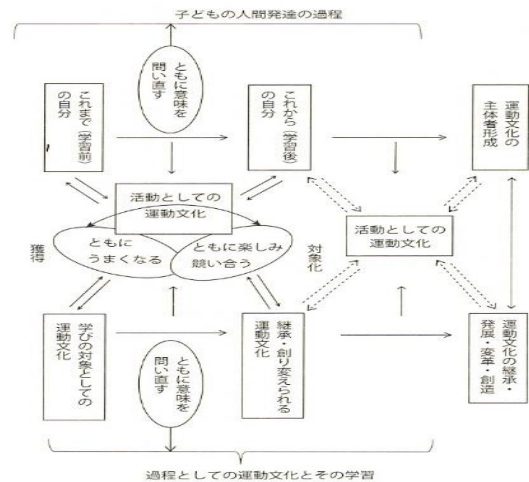 子どもの人間発達の過程
ともに意味を
問い直す
これまで（学習前）
の自分
これから（学習後）
の自分
運動文化の
主体者形成
活動としての
運動文化
活動としての
運動文化
獲得
ともに
うまくなる
ともに楽しみ
競い合う
対象化
学びの対象としての
運動文化
ともに意味を
問い直す
継承・創り変えられる
運動文化
運動文化の継承・
発展・変革・創造
過程としての運動文化とその学習